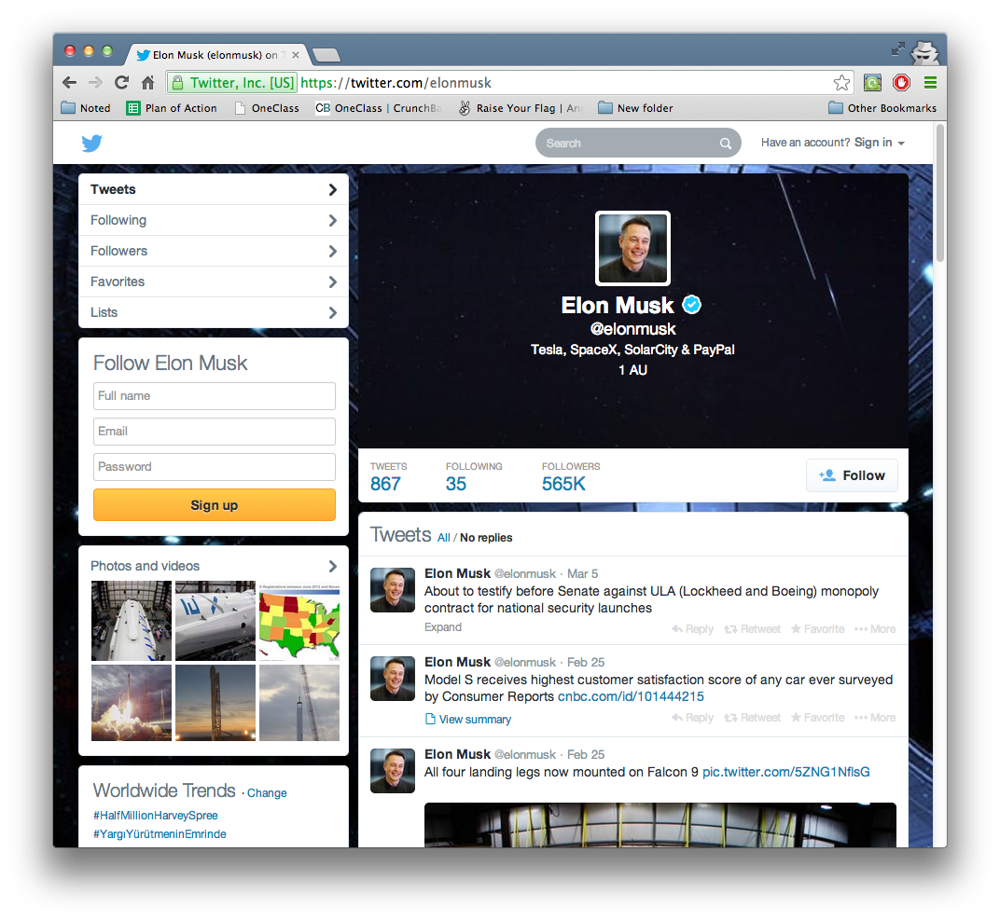 Elon Musk (elonmusk) on
Twitter, Inc. [US] https://twitter.com/elonmusk
Noted Plan of Action OneClass CB OneClass | CrunchBa Raise Your Flag | An New folder Other Bookmarks
Search Have an account? Sign in
Tweets
Following
Followers
Favorites
Lists
Follow Elon Musk
Full name
Email
Password
Sign up
Photos and videos
Worldwide Trends · Change
#HalfMillionHarveySpree
#YargıYürütmeninEmrinde
Elon Musk
@elonmusk
Tesla, SpaceX, SolarCity & PayPal
1 AU
TWEETS FOLLOWING FOLLOWERS
867 35 565K Follow
Tweets All / No replies
Elon Musk @elonmusk · Mar 5
About to testify before Senate against ULA (Lockheed and Boeing) monopoly
contract for national security launches
Expand Reply Retweet Favorite More
Elon Musk @elonmusk · Feb 25
Model S receives highest customer satisfaction score of any car ever surveyed
by Consumer Reports cnbc.com/id/101444215
View summary Reply Retweet Favorite More
Elon Musk @elonmusk · Feb 25
All four landing legs now mounted on Falcon 9 pic.twitter.com/5ZNG1NflsG